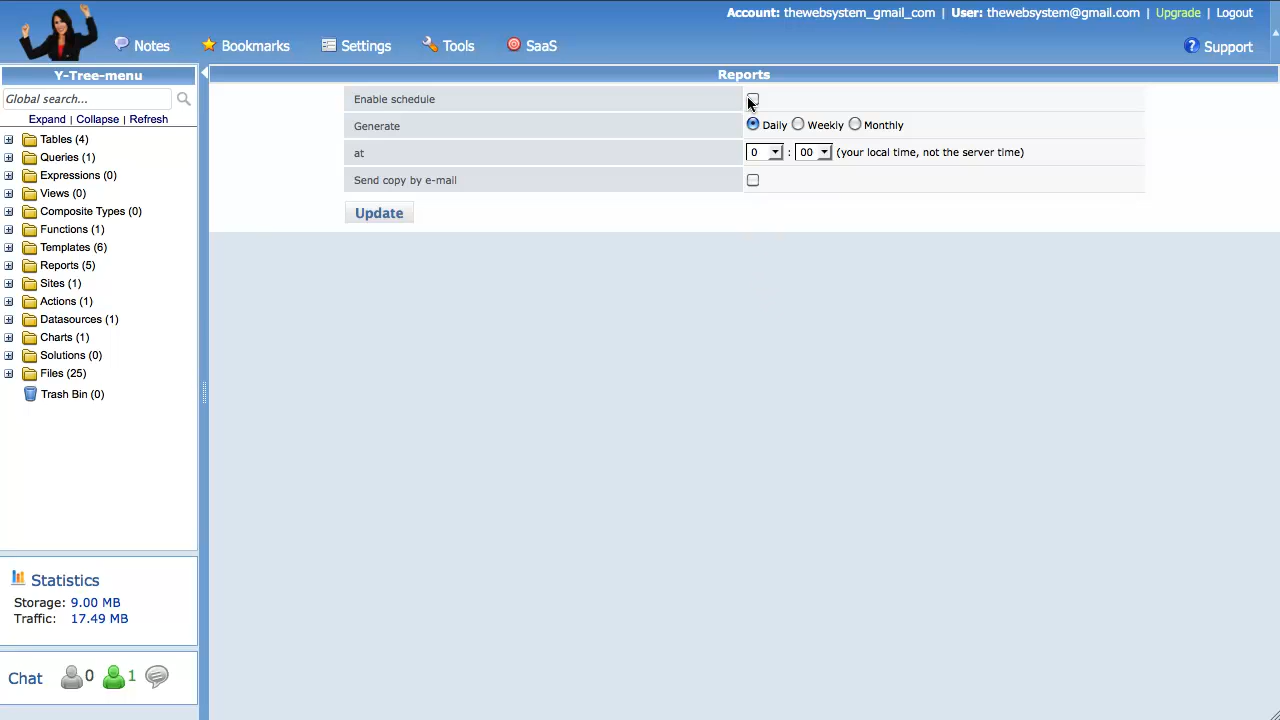 Account: thewebsystem_gmail_com | User: thewebsystem@gmail.com | Upgrade | Logout
Notes Bookmarks Settings Tools SaaS Support
Y-Tree-menu
Global search...
Expand | Collapse | Refresh
Tables (4)
Queries (1)
Expressions (0)
Views (0)
Composite Types (0)
Functions (1)
Templates (6)
Reports (5)
Sites (1)
Actions (1)
Datasources (1)
Charts (1)
Solutions (0)
Files (25)
Trash Bin (0)
Statistics
Storage: 9.00 MB
Traffic: 17.49 MB
Chat 0 1
Reports
Enable schedule
Generate Daily Weekly Monthly
at 0 : 00 (your local time, not the server time)
Send copy by e-mail
Update